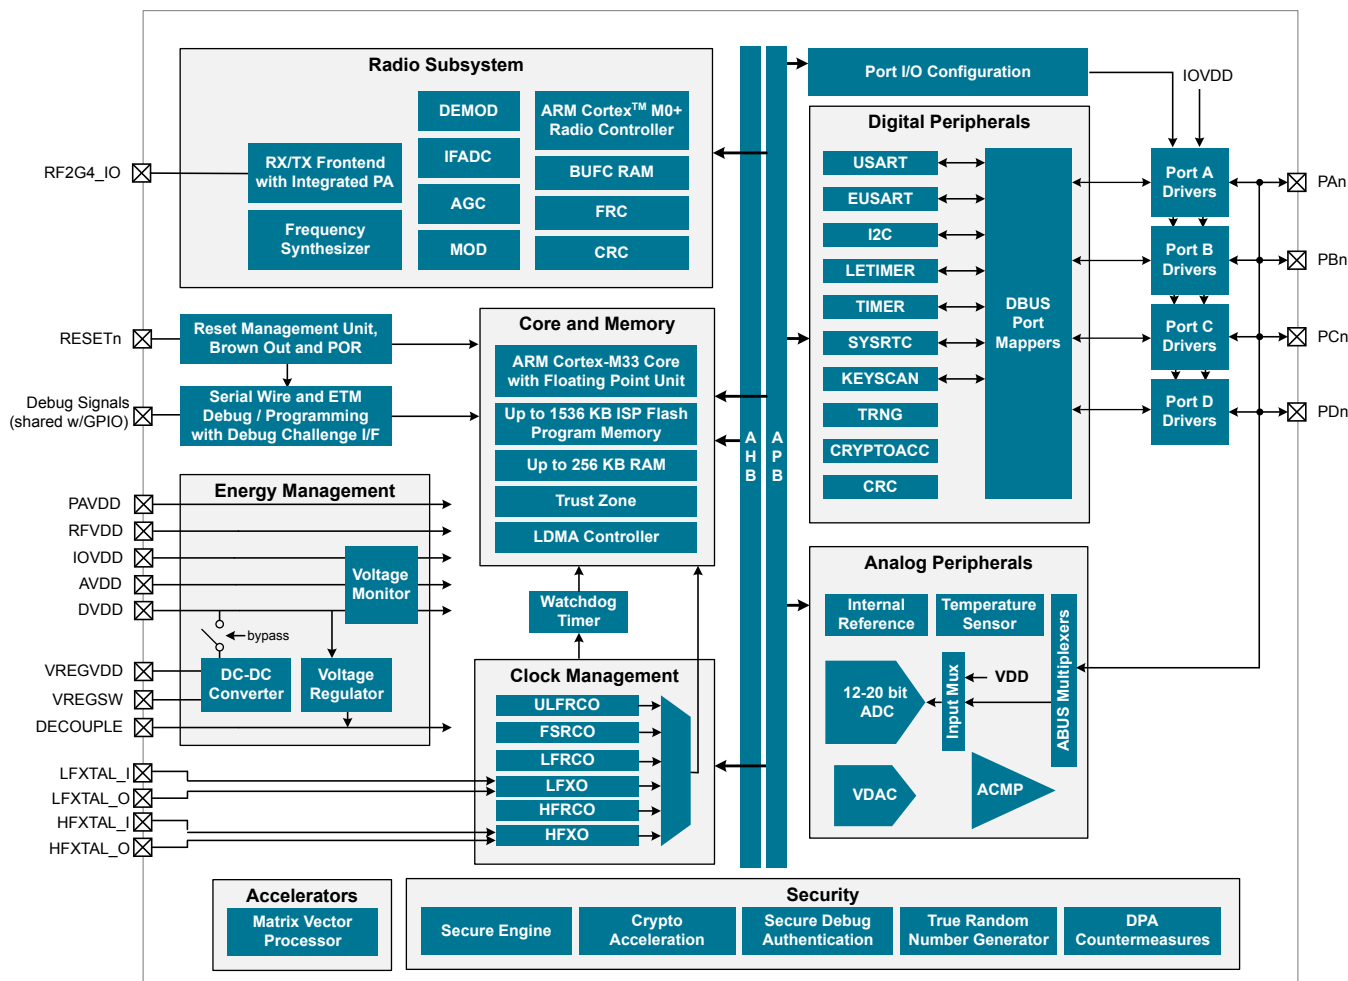 Radio Subsystem
DEMOD
IFADC
AGC
MOD
ARM Cortex™ M0+
Radio Controller
BUFC RAM
FRC
CRC
RX/TX Frontend
with Integrated PA
Frequency
Synthesizer
RF2G4_IO
RESETn
Reset Management Unit,
Brown Out and POR
Debug Signals
(shared w/GPIO)
Serial Wire and ETM
Debug / Programming
with Debug Challenge I/F
Core and Memory
ARM Cortex-M33 Core
with Floating Point Unit
Up to 1536 KB ISP Flash
Program Memory
Up to 256 KB RAM
Trust Zone
LDMA Controller
Energy Management
PAVDD
RFVDD
IOVDD
AVDD
DVDD
VREGVDD
VREGSW
DECOUPLE
Voltage
Monitor
bypass
DC-DC
Converter
Voltage
Regulator
Watchdog
Timer
Clock Management
ULFRCO
FSRCO
LFRCO
LFXO
HFRCO
HFXO
LFXTAL_I
LFXTAL_O
HFXTAL_I
HFXTAL_O
AHB
APB
Port I/O Configuration
IOVDD
Digital Peripherals
USART
EUSART
I2C
LETIMER
TIMER
SYSRTC
KEYSCAN
TRNG
CRYPTOACC
CRC
DBUS
Port
Mappers
Port A
Drivers
Port B
Drivers
Port C
Drivers
Port D
Drivers
PAn
PBn
PCn
PDn
Analog Peripherals
Internal
Reference
Temperature
Sensor
12-20 bit
ADC
Input Mux
VDD
ABUS Multiplexers
VDAC
ACMP
Accelerators
Matrix Vector
Processor
Security
Secure Engine
Crypto
Acceleration
Secure Debug
Authentication
True Random
Number Generator
DPA
Countermeasures